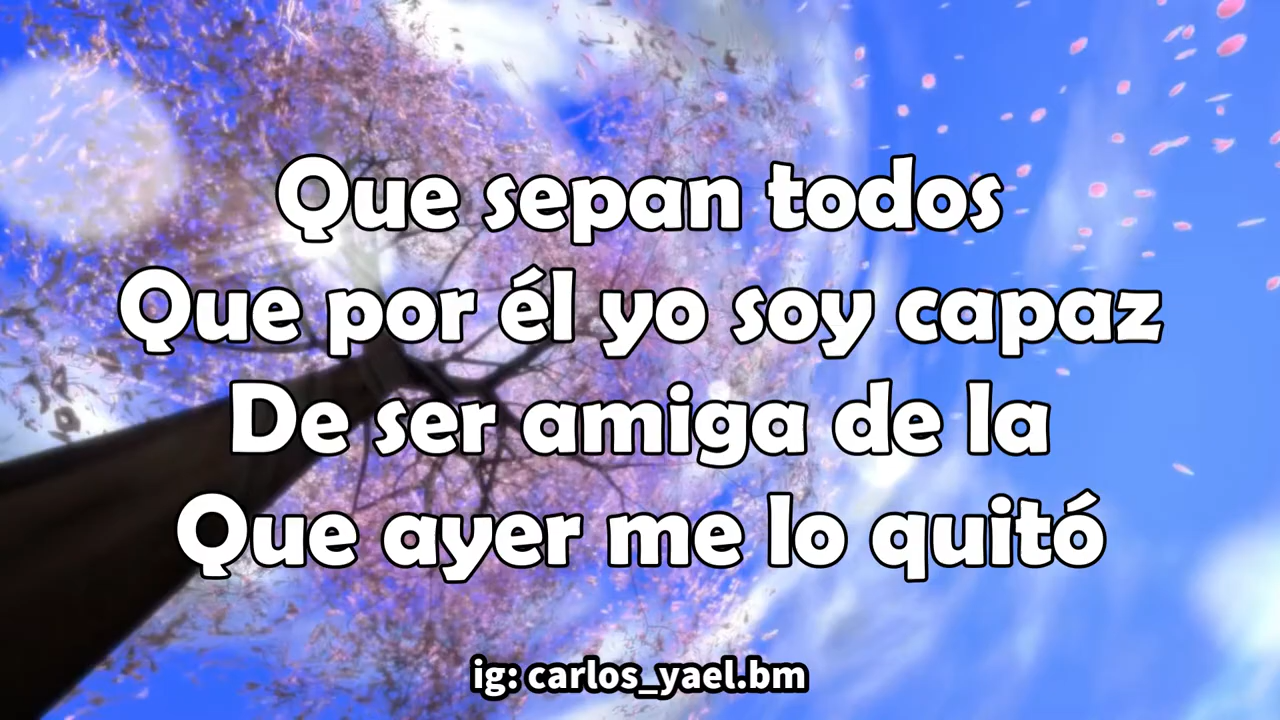 Que sepan todos
Que por él yo soy capaz
De ser amiga de la
Que ayer me lo quitó
ig: carlos_yael.bm